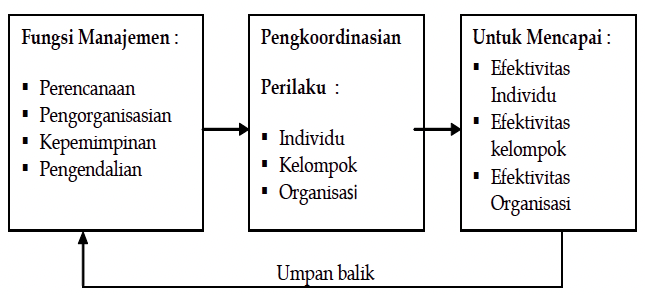 Fungsi Manajemen :
▪ Perencanaan
▪ Pengorganisasian
▪ Kepemimpinan
▪ Pengendalian
Pengkoordinasian
Perilaku :
▪ Individu
▪ Kelompok
▪ Organisasi
Untuk Mencapai :
▪ Efektivitas
Individu
▪ Efektivitas
kelompok
▪ Efektivitas
Organisasi
Umpan balik